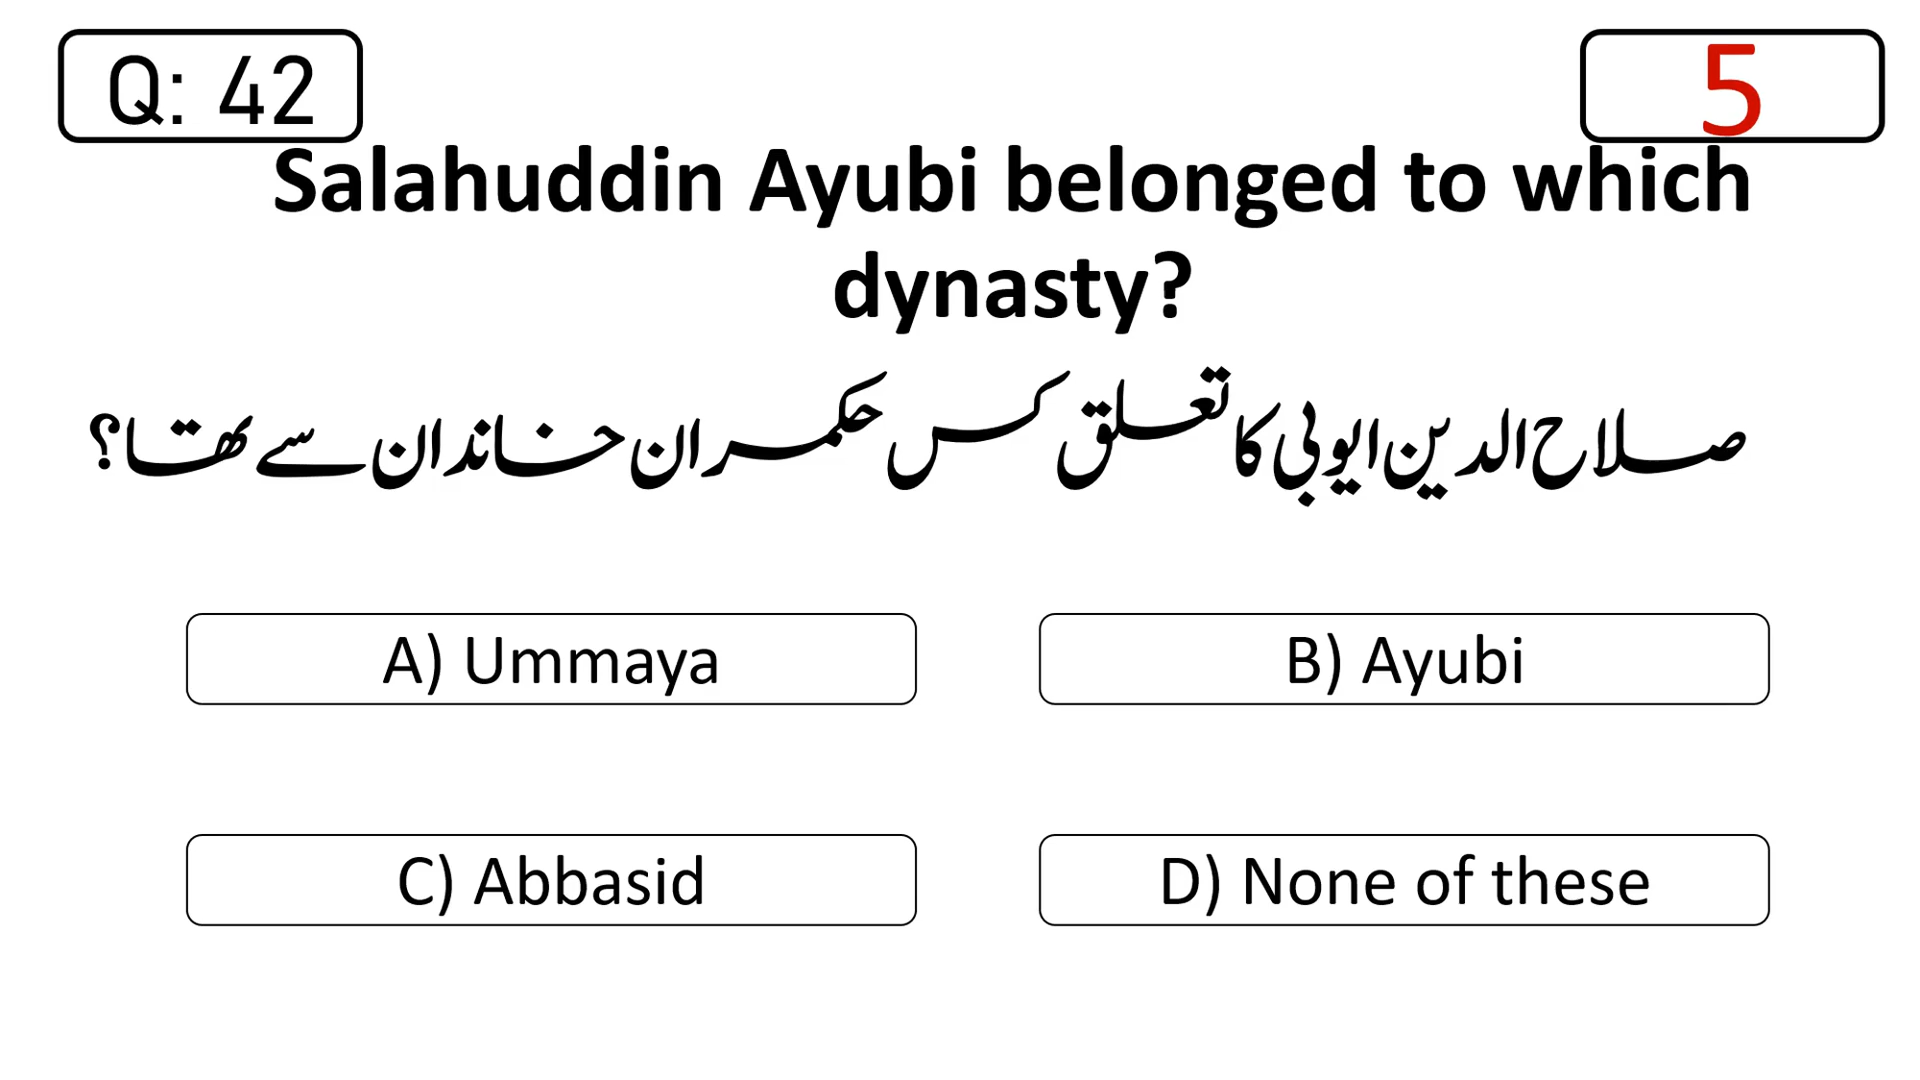 Q: 42
5
Salahuddin Ayubi belonged to which
dynasty?
صلاح الدین ایوبی کا تعلق کس حکمران خاندان سے تھا؟
A) Ummaya
B) Ayubi
C) Abbasid
D) None of these